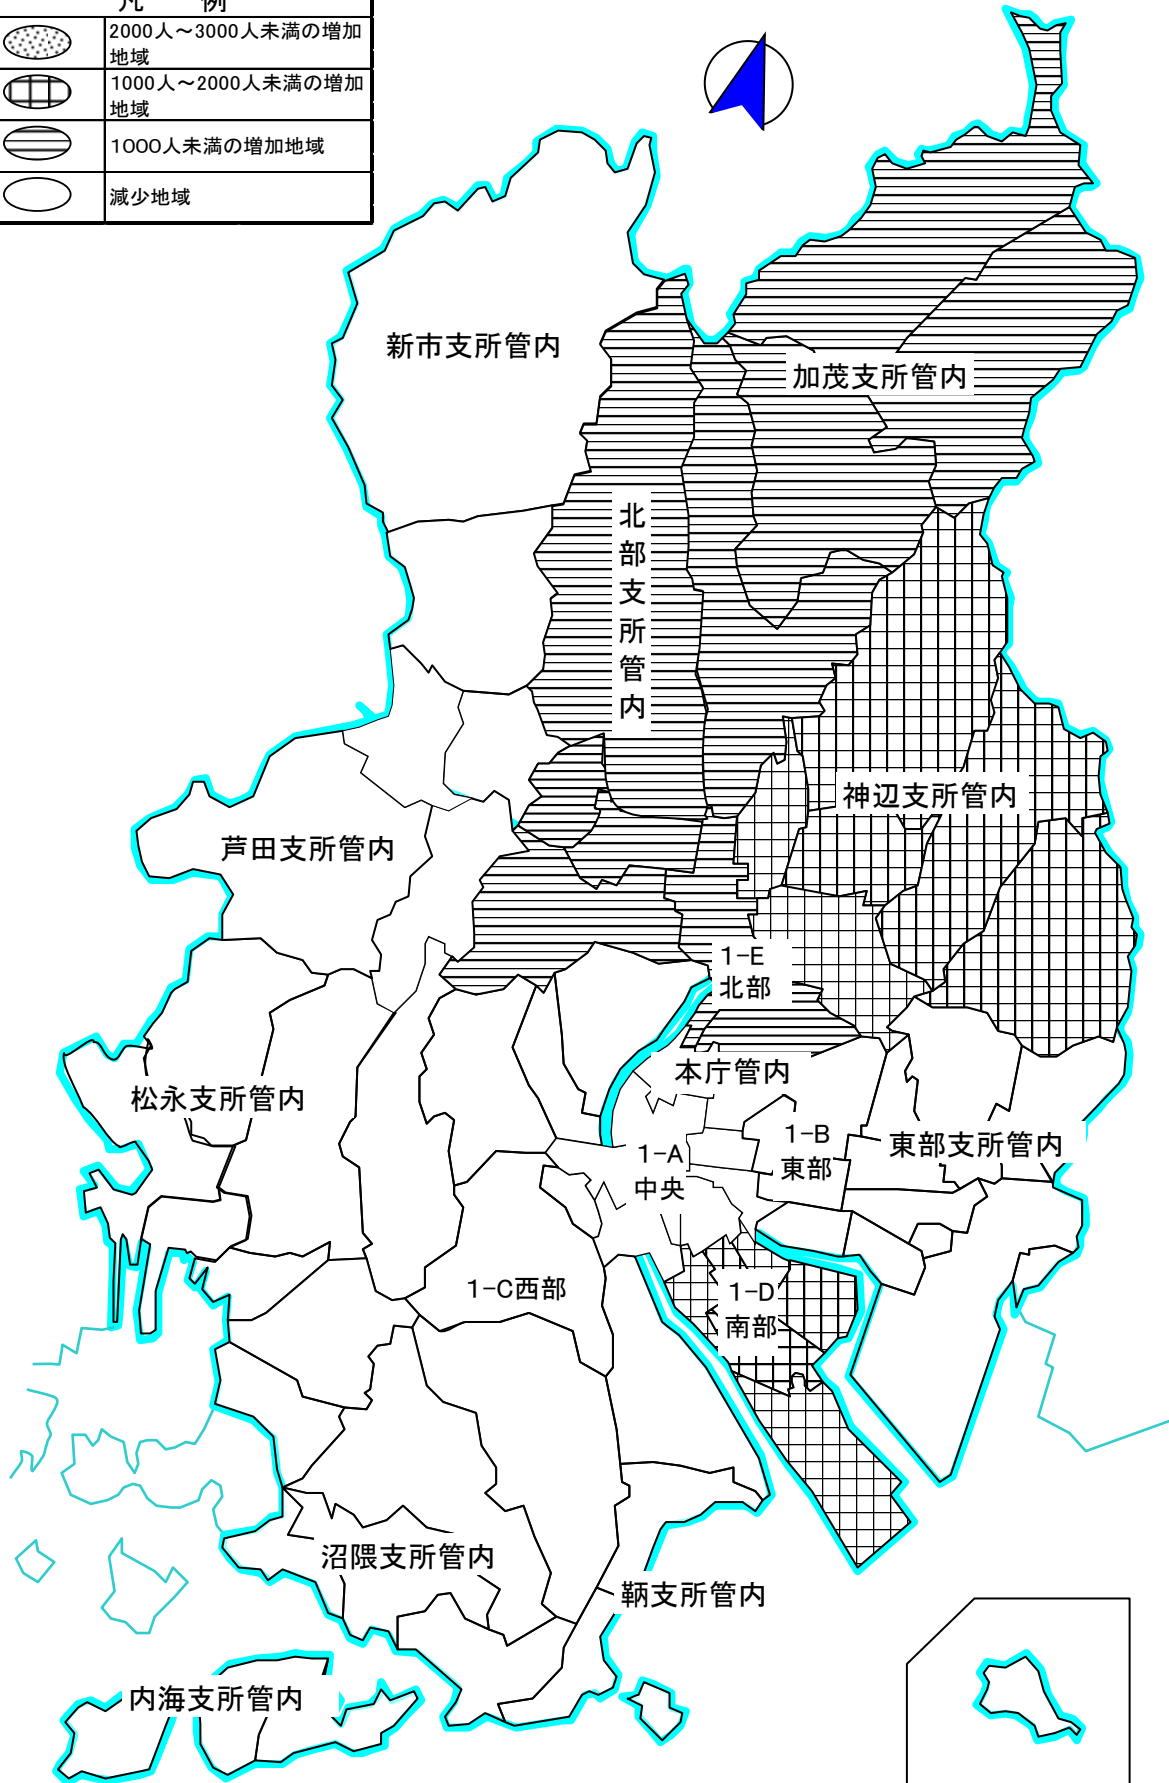 凡　例
2000人～3000人未満の増加
地域
1000人～2000人未満の増加
地域
1000人未満の増加地域
減少地域
新市支所管内
加茂支所管内
北部支所管内
神辺支所管内
芦田支所管内
1-E
北部
本庁管内
松永支所管内
1-B
東部
東部支所管内
1-A
中央
1-C西部
1-D
南部
沼隈支所管内
鞆支所管内
内海支所管内